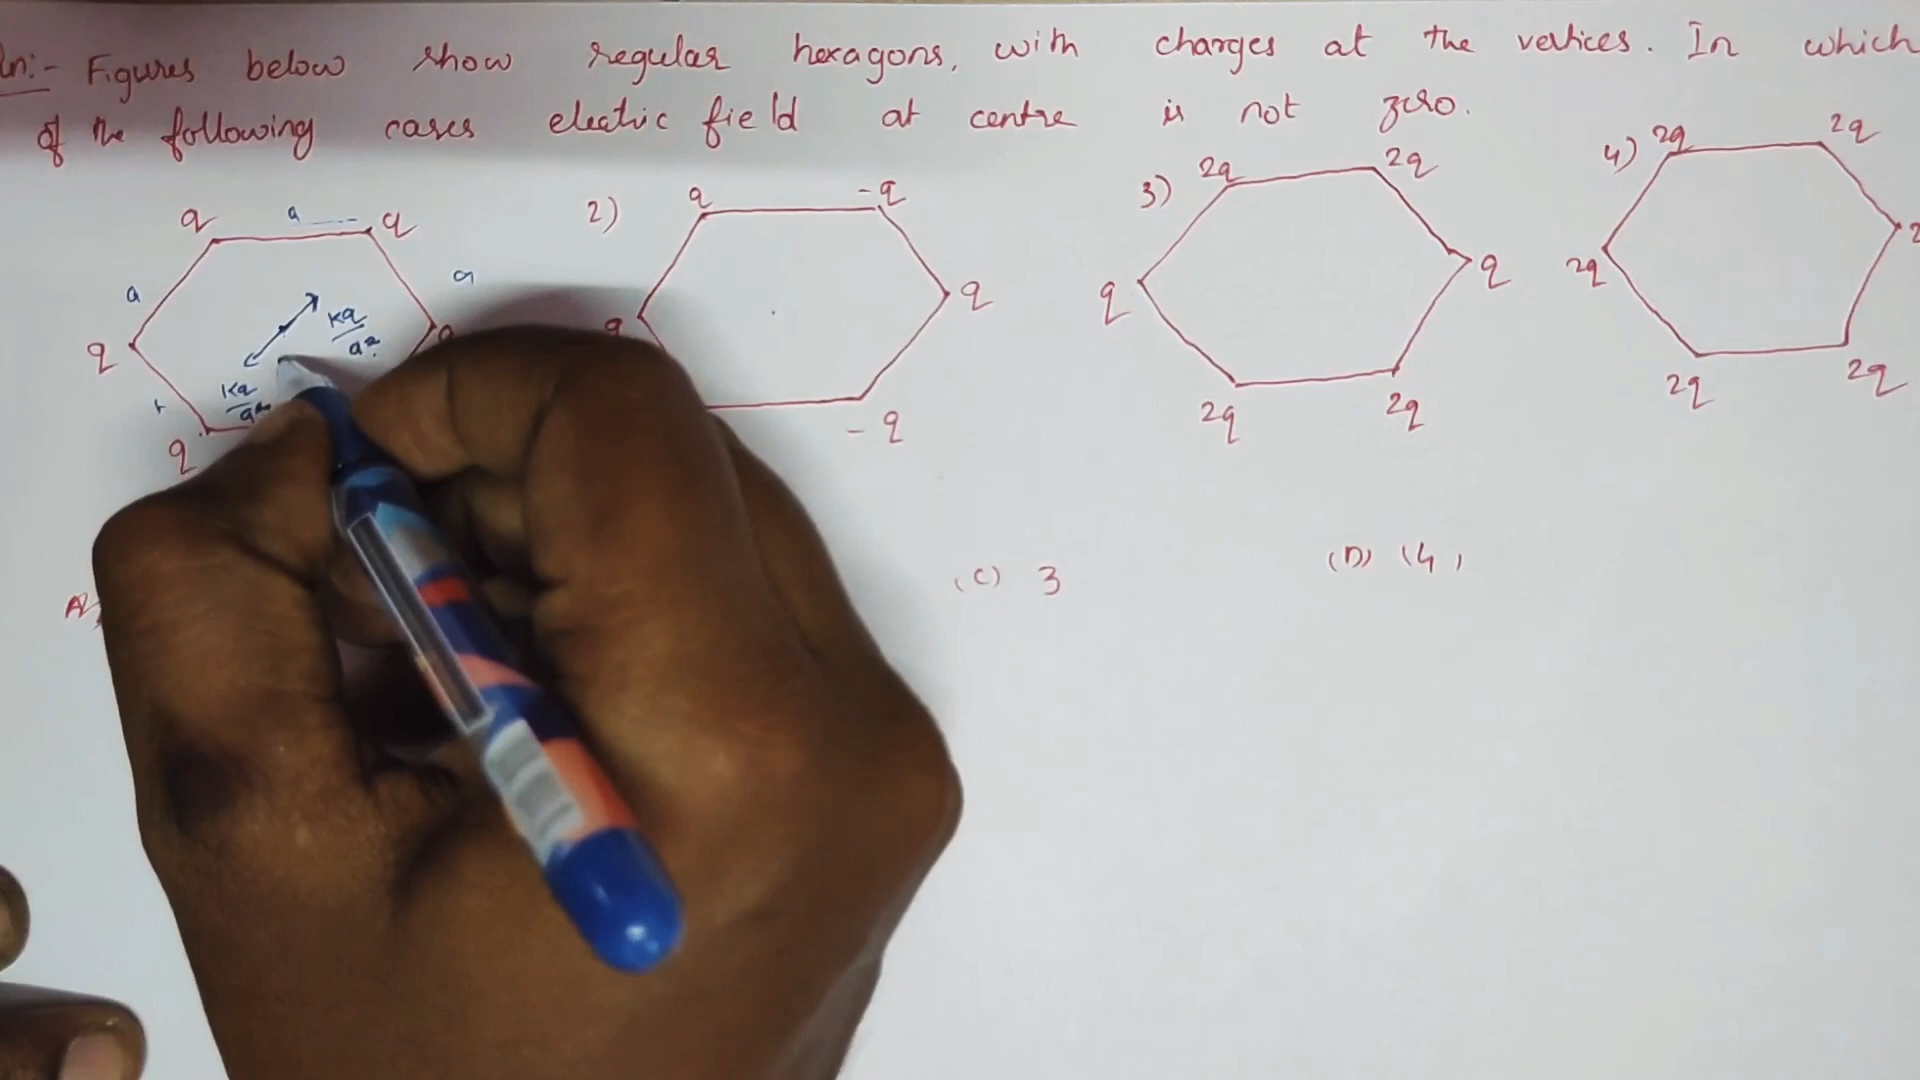 Qn:- Figures below show regular hexagons, with charges at the vertices. In which
of the following cases electric field at centre is not zero.
q a q
a a
q
kq/a²
kq/a²
q
2) q -q
q
-q
3) 2q 2q
q q
2q 2q
4) 2q 2q
2q
2q 2q
(C) 3 (D) (4)